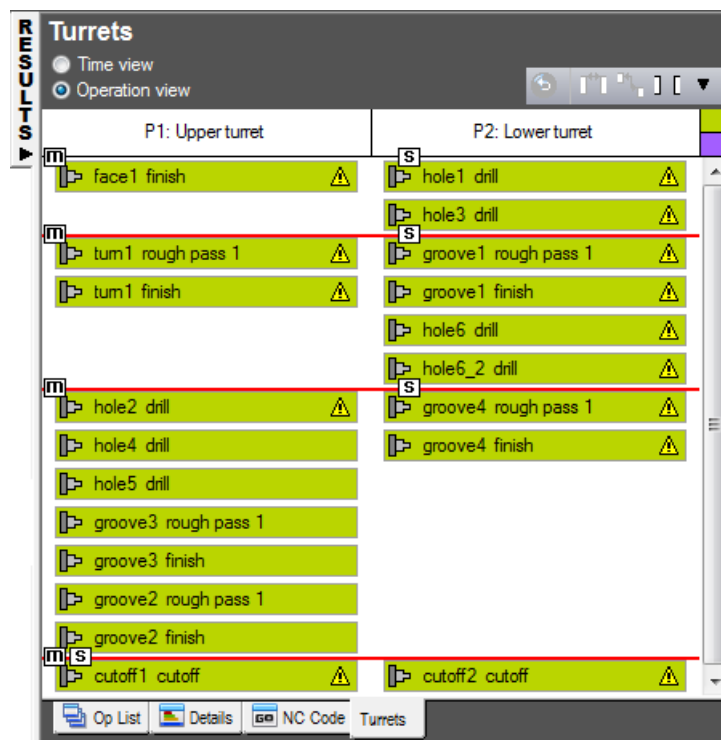 RESULTS
Turrets
Time view
Operation view
P1: Upper turret
P2: Lower turret
m
s
face1 finish
hole1 drill
hole3 drill
m
s
turn1 rough pass 1
groove1 rough pass 1
turn1 finish
groove1 finish
hole6 drill
hole6_2 drill
m
s
hole2 drill
groove4 rough pass 1
hole4 drill
groove4 finish
hole5 drill
groove3 rough pass 1
groove3 finish
groove2 rough pass 1
groove2 finish
m s
cutoff1 cutoff
cutoff2 cutoff
Op List
Details
GO NC Code
Turrets